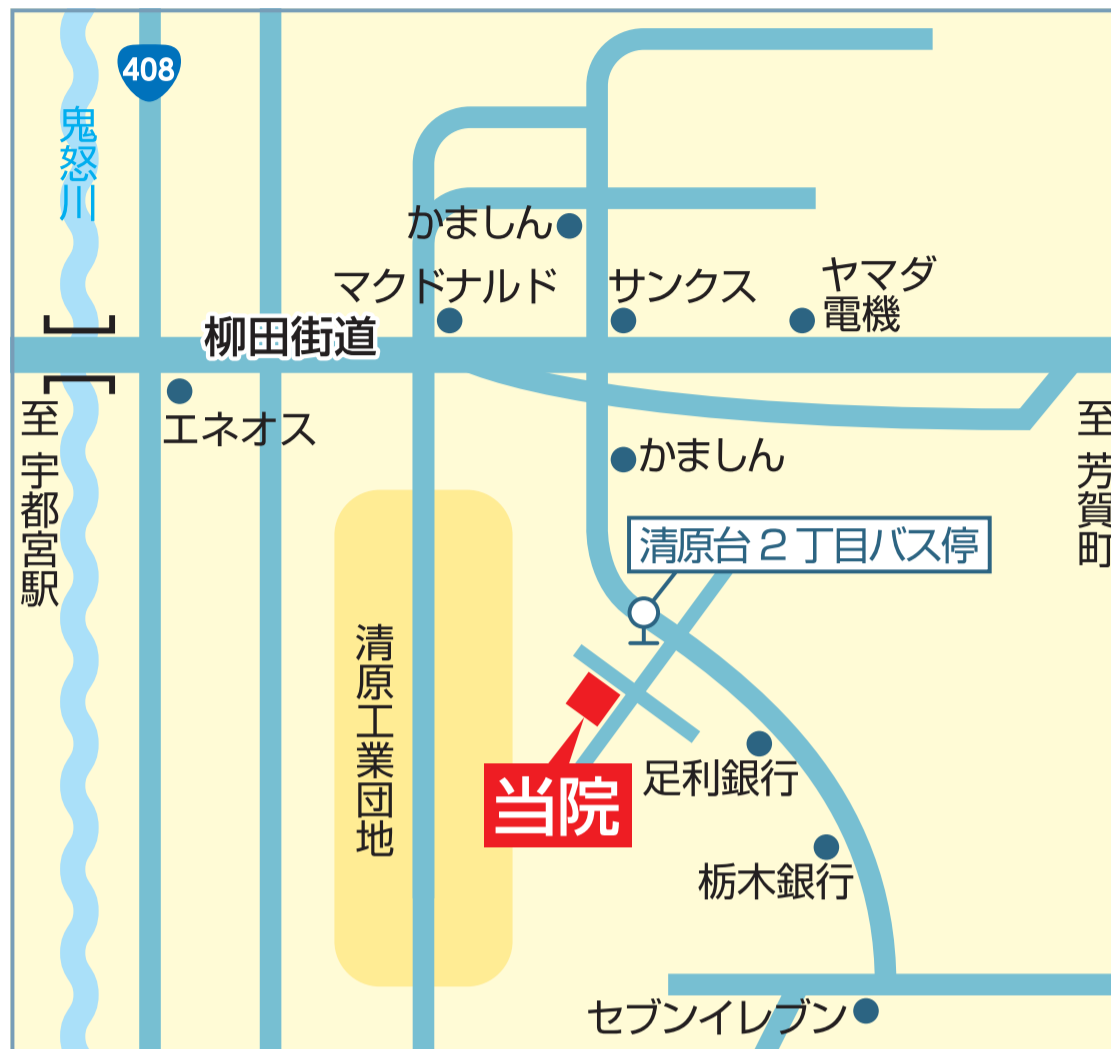 408
鬼怒川
かましん
マクドナルド
サンクス
ヤマダ
電機
柳田街道
エネオス
至 宇都宮駅
至 芳賀町
かましん
清原台2丁目バス停
清原工業団地
当院
足利銀行
栃木銀行
セブンイレブン